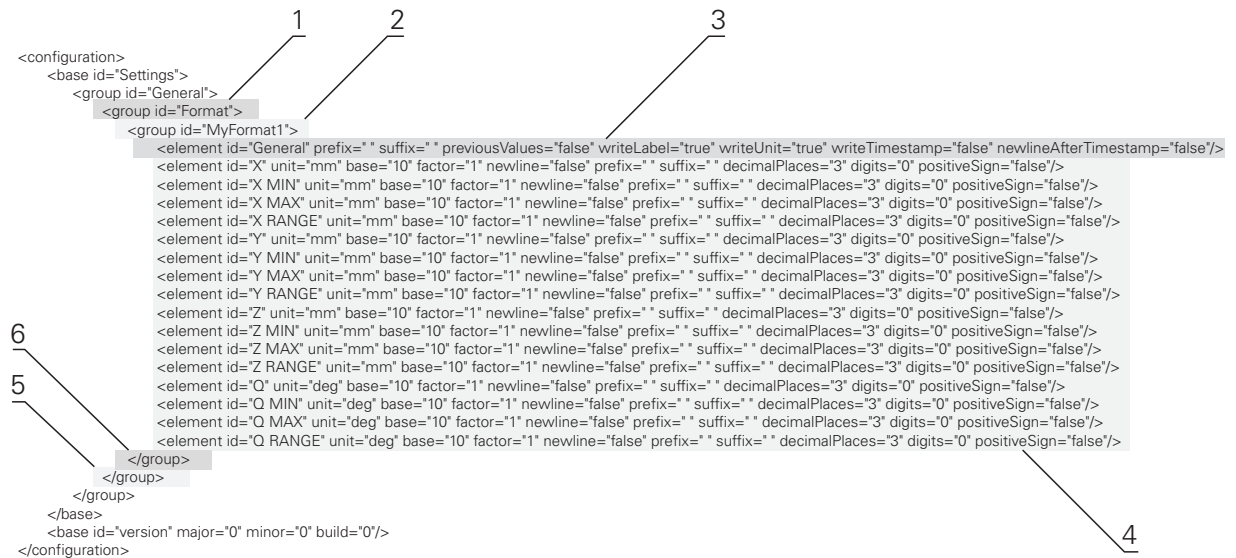 1 2 3
<configuration>
<base id="Settings">
<group id="General">
<group id="Format">
<group id="MyFormat1">
<element id="General" prefix=" " suffix=" " previousValues="false" writeLabel="true" writeUnit="true" writeTimestamp="false" newlineAfterTimestamp="false"/>
<element id="X" unit="mm" base="10" factor="1" newline="false" prefix=" " suffix=" " decimalPlaces="3" digits="0" positiveSign="false"/>
<element id="X MIN" unit="mm" base="10" factor="1" newline="false" prefix=" " suffix=" " decimalPlaces="3" digits="0" positiveSign="false"/>
<element id="X MAX" unit="mm" base="10" factor="1" newline="false" prefix=" " suffix=" " decimalPlaces="3" digits="0" positiveSign="false"/>
<element id="X RANGE" unit="mm" base="10" factor="1" newline="false" prefix=" " suffix=" " decimalPlaces="3" digits="0" positiveSign="false"/>
<element id="Y" unit="mm" base="10" factor="1" newline="false" prefix=" " suffix=" " decimalPlaces="3" digits="0" positiveSign="false"/>
<element id="Y MIN" unit="mm" base="10" factor="1" newline="false" prefix=" " suffix=" " decimalPlaces="3" digits="0" positiveSign="false"/>
<element id="Y MAX" unit="mm" base="10" factor="1" newline="false" prefix=" " suffix=" " decimalPlaces="3" digits="0" positiveSign="false"/>
<element id="Y RANGE" unit="mm" base="10" factor="1" newline="false" prefix=" " suffix=" " decimalPlaces="3" digits="0" positiveSign="false"/>
<element id="Z" unit="mm" base="10" factor="1" newline="false" prefix=" " suffix=" " decimalPlaces="3" digits="0" positiveSign="false"/>
<element id="Z MIN" unit="mm" base="10" factor="1" newline="false" prefix=" " suffix=" " decimalPlaces="3" digits="0" positiveSign="false"/>
<element id="Z MAX" unit="mm" base="10" factor="1" newline="false" prefix=" " suffix=" " decimalPlaces="3" digits="0" positiveSign="false"/>
<element id="Z RANGE" unit="mm" base="10" factor="1" newline="false" prefix=" " suffix=" " decimalPlaces="3" digits="0" positiveSign="false"/>
<element id="Q" unit="deg" base="10" factor="1" newline="false" prefix=" " suffix=" " decimalPlaces="3" digits="0" positiveSign="false"/>
<element id="Q MIN" unit="deg" base="10" factor="1" newline="false" prefix=" " suffix=" " decimalPlaces="3" digits="0" positiveSign="false"/>
<element id="Q MAX" unit="deg" base="10" factor="1" newline="false" prefix=" " suffix=" " decimalPlaces="3" digits="0" positiveSign="false"/>
<element id="Q RANGE" unit="deg" base="10" factor="1" newline="false" prefix=" " suffix=" " decimalPlaces="3" digits="0" positiveSign="false"/>
6
5
</group>
</group>
</group>
</base>
<base id="version" major="0" minor="0" build="0"/>
</configuration>
4